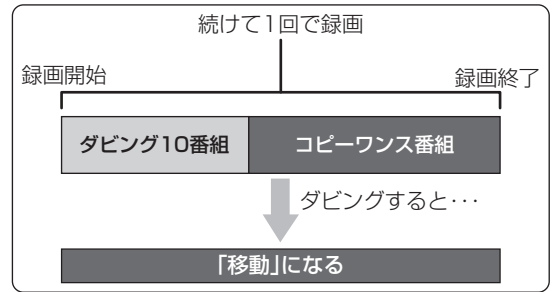 続けて1回で録画
録画開始
録画終了
ダビング10番組
コピーワンス番組
ダビングすると･･･
｢移動｣になる